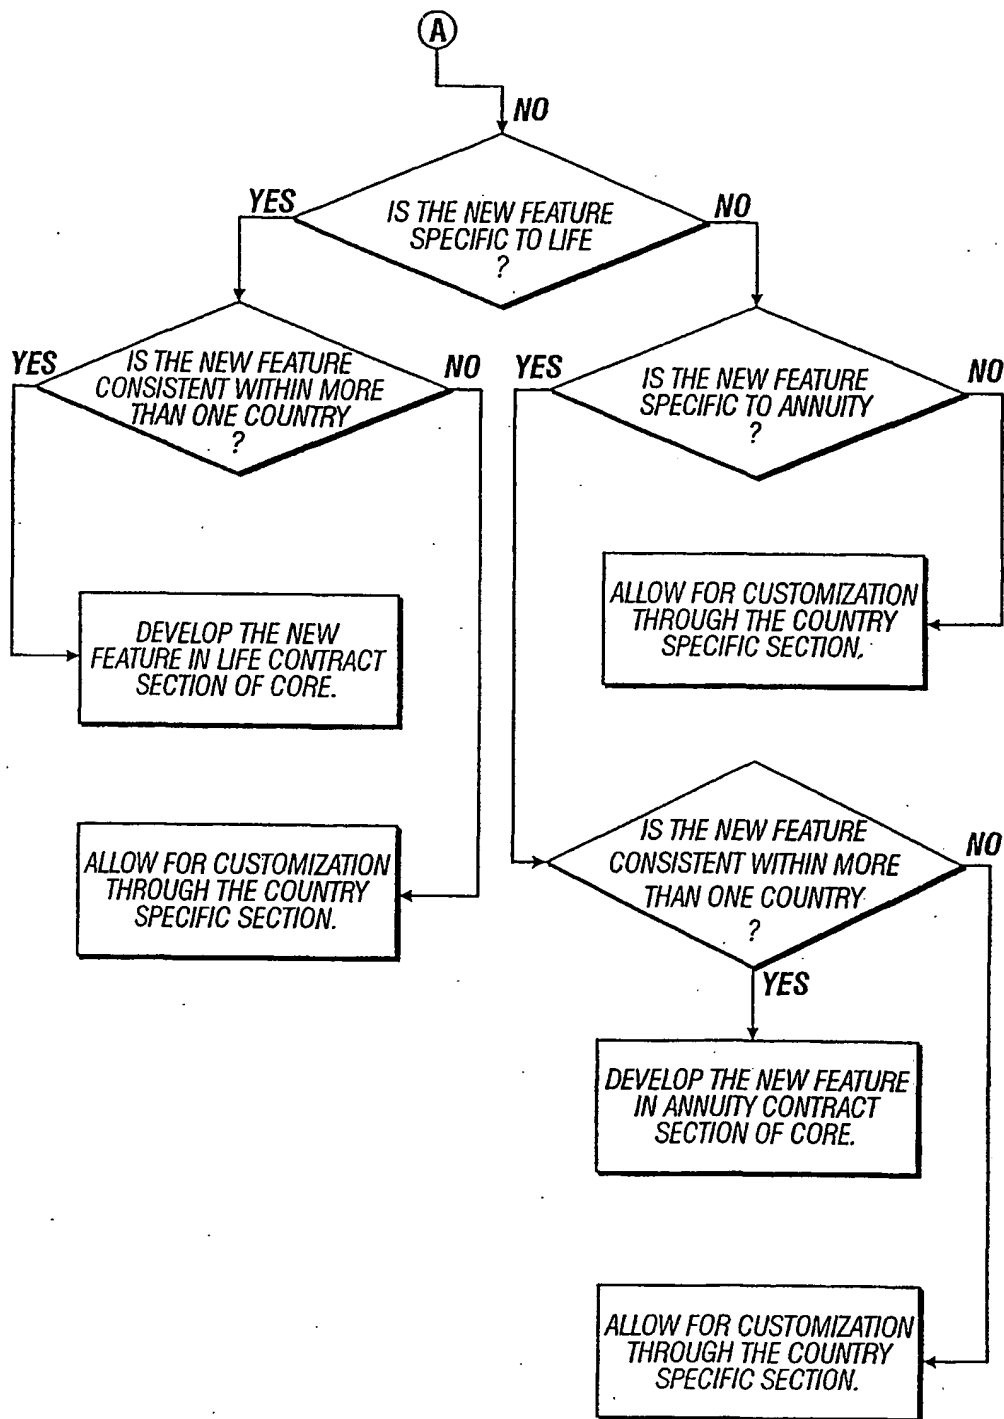 A
NO
YES
IS THE NEW FEATURE
SPECIFIC TO LIFE
?
NO
YES
IS THE NEW FEATURE
CONSISTENT WITHIN MORE
THAN ONE COUNTRY
?
NO
YES
IS THE NEW FEATURE
SPECIFIC TO ANNUITY
?
NO
DEVELOP THE NEW
FEATURE IN LIFE CONTRACT
SECTION OF CORE.
ALLOW FOR CUSTOMIZATION
THROUGH THE COUNTRY
SPECIFIC SECTION.
ALLOW FOR CUSTOMIZATION
THROUGH THE COUNTRY
SPECIFIC SECTION.
IS THE NEW FEATURE
CONSISTENT WITHIN MORE
THAN ONE COUNTRY
?
NO
YES
DEVELOP THE NEW FEATURE
IN ANNUITY CONTRACT
SECTION OF CORE.
ALLOW FOR CUSTOMIZATION
THROUGH THE COUNTRY
SPECIFIC SECTION.